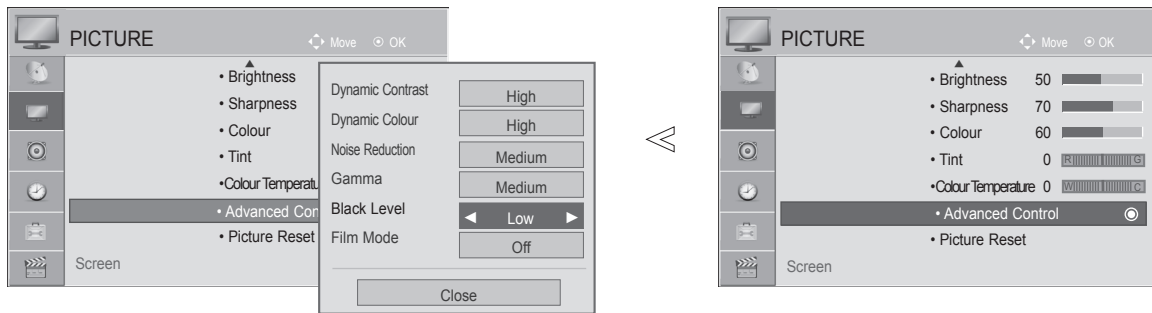 PICTURE
Move OK
• Brightness
• Sharpness
• Colour
• Tint
•Colour Temperatu
• Advanced Con
• Picture Reset
Screen
Dynamic Contrast High
Dynamic Colour High
Noise Reduction Medium
Gamma Medium
Black Level ◀ Low ▶
Film Mode Off
Close
PICTURE
Move OK
• Brightness 50
• Sharpness 70
• Colour 60
• Tint 0 R G
•Colour Temperature 0 W C
• Advanced Control
• Picture Reset
Screen